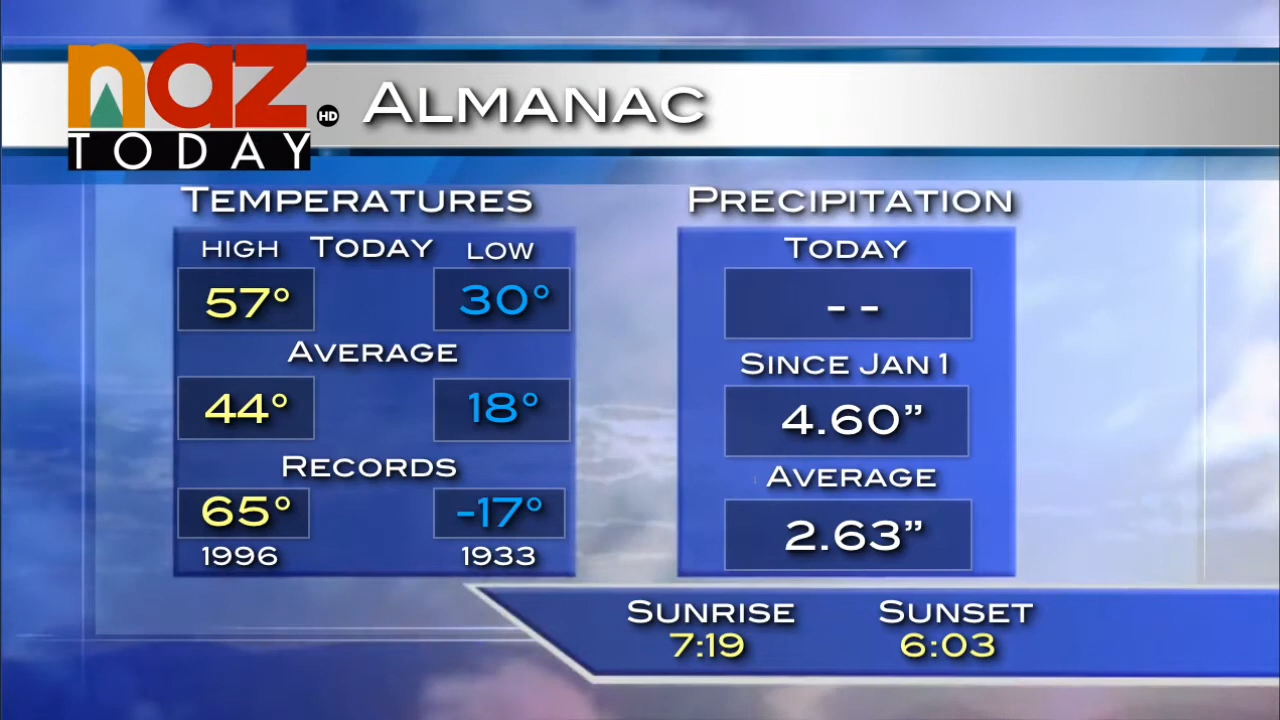 naz
TODAY HD
ALMANAC
TEMPERATURES
HIGH TODAY LOW
57° 30°
AVERAGE
44° 18°
RECORDS
65° -17°
1996 1933
PRECIPITATION
TODAY
- -
SINCE JAN 1
4.60”
AVERAGE
2.63”
SUNRISE SUNSET
7:19 6:03